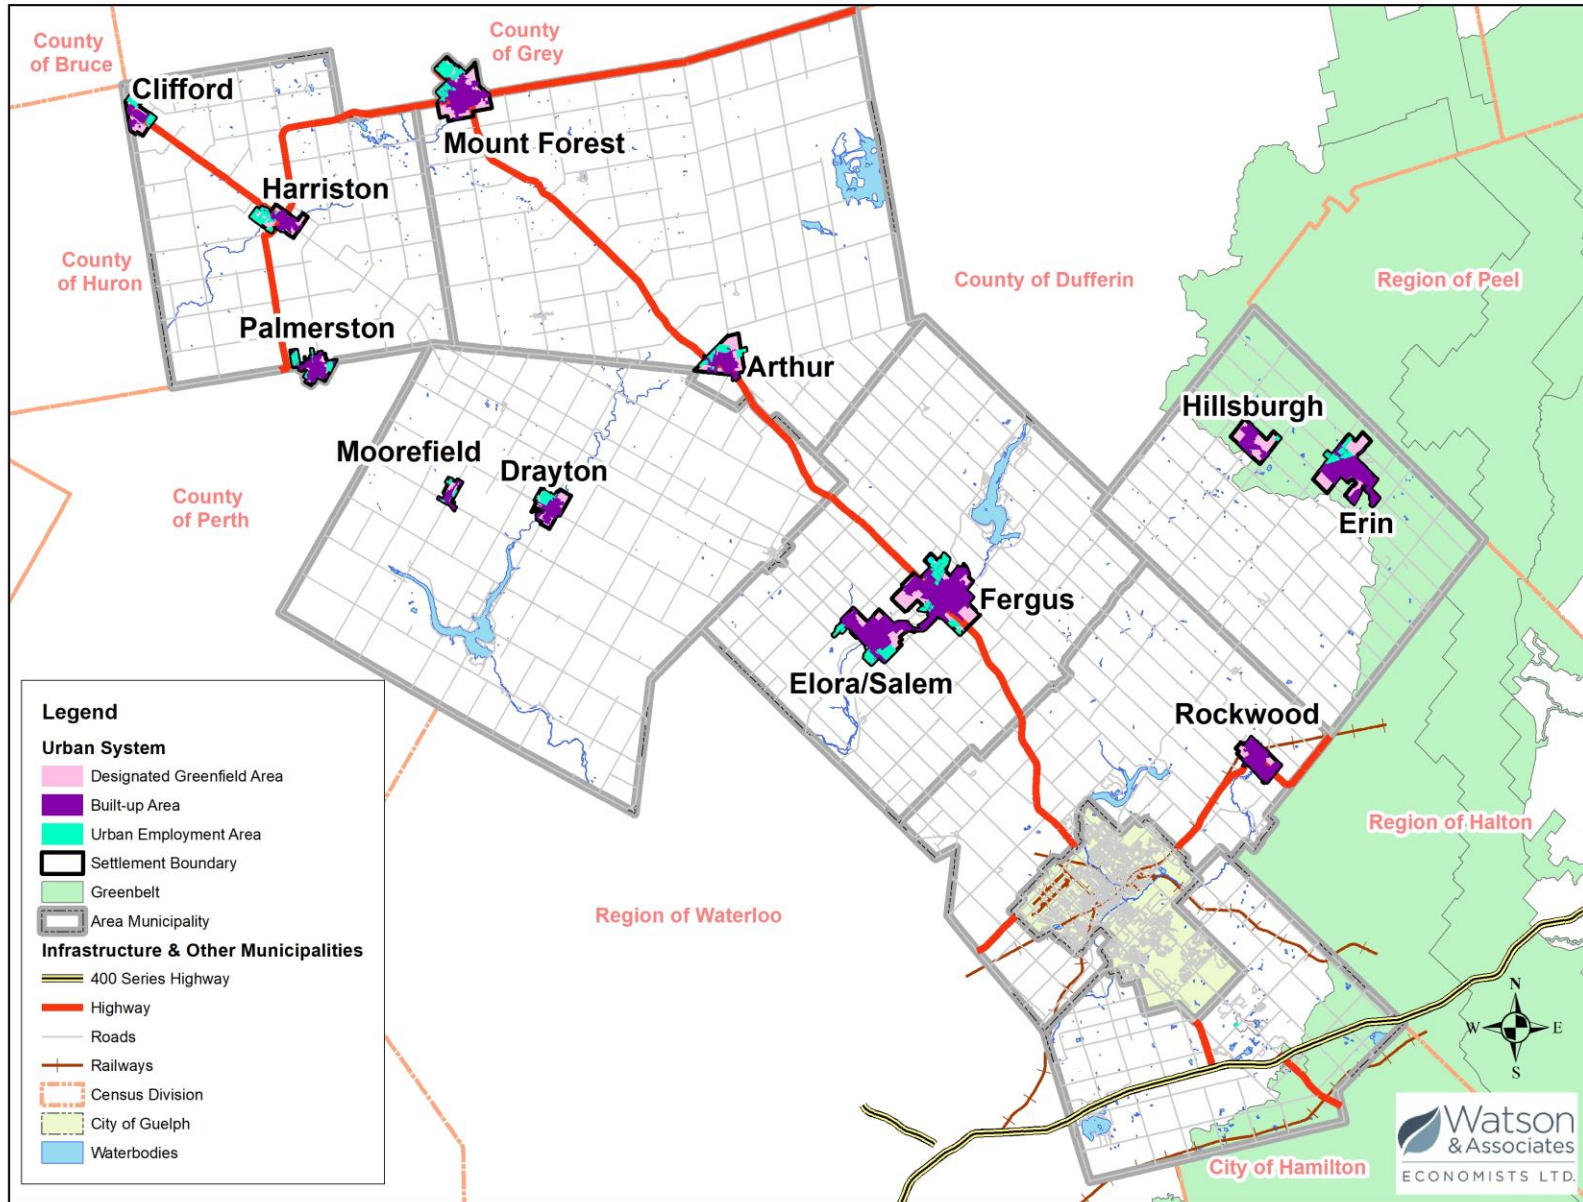 County
of Bruce
County
of Grey
Clifford
Mount Forest
Harriston
County
of Huron
County of Dufferin
Region of Peel
Palmerston
Arthur
Hillsburgh
Moorefield
Drayton
County
of Perth
Erin
Fergus
Elora/Salem
Rockwood
Region of Halton
Region of Waterloo
City of Hamilton
Legend
Urban System
Designated Greenfield Area
Built-up Area
Urban Employment Area
Settlement Boundary
Greenbelt
Area Municipality
Infrastructure & Other Municipalities
400 Series Highway
Highway
Roads
Railways
Census Division
City of Guelph
Waterbodies
N
W E
S
Watson
& Associates
ECONOMISTS LTD.